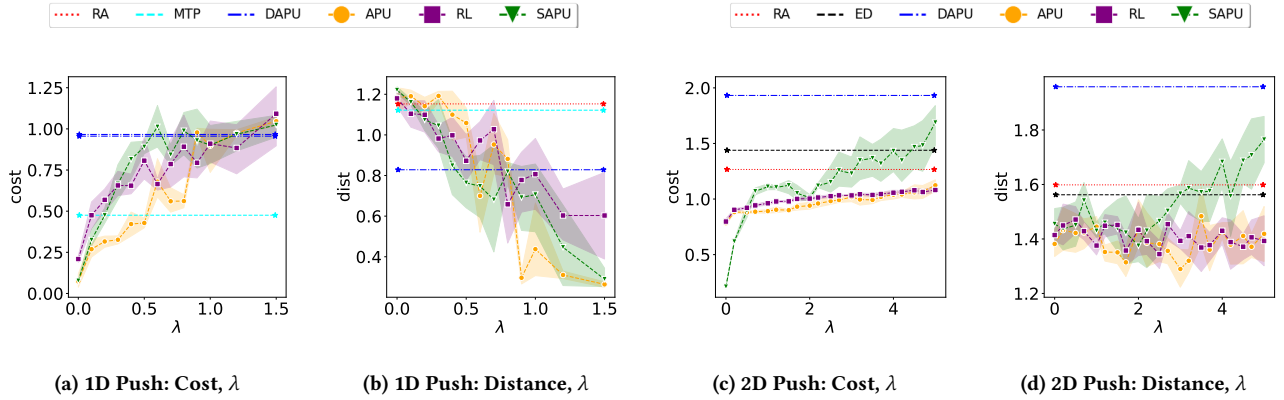 RA MTP DAPU APU RL SAPU
RA ED DAPU APU RL SAPU
1.25
1.00
0.75
0.50
0.25
0.00
cost
0.0 0.5 1.0 1.5
λ
1.2
1.0
0.8
0.6
0.4
dist
0.0 0.5 1.0 1.5
λ
2.0
1.5
1.0
0.5
cost
0 2 4
λ
1.8
1.6
1.4
1.2
dist
0 2 4
λ
(a) 1D Push: Cost, λ
(b) 1D Push: Distance, λ
(c) 2D Push: Cost, λ
(d) 2D Push: Distance, λ